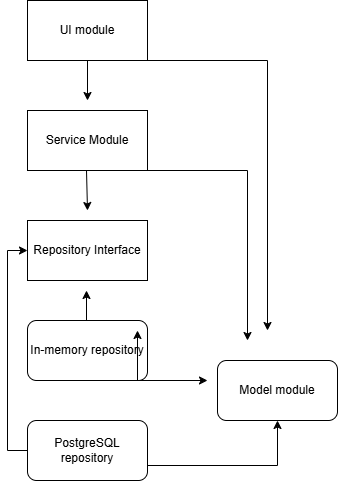 UI module
Service Module
Repository Interface
In-memory repository
Model module
PostgreSQL
repository